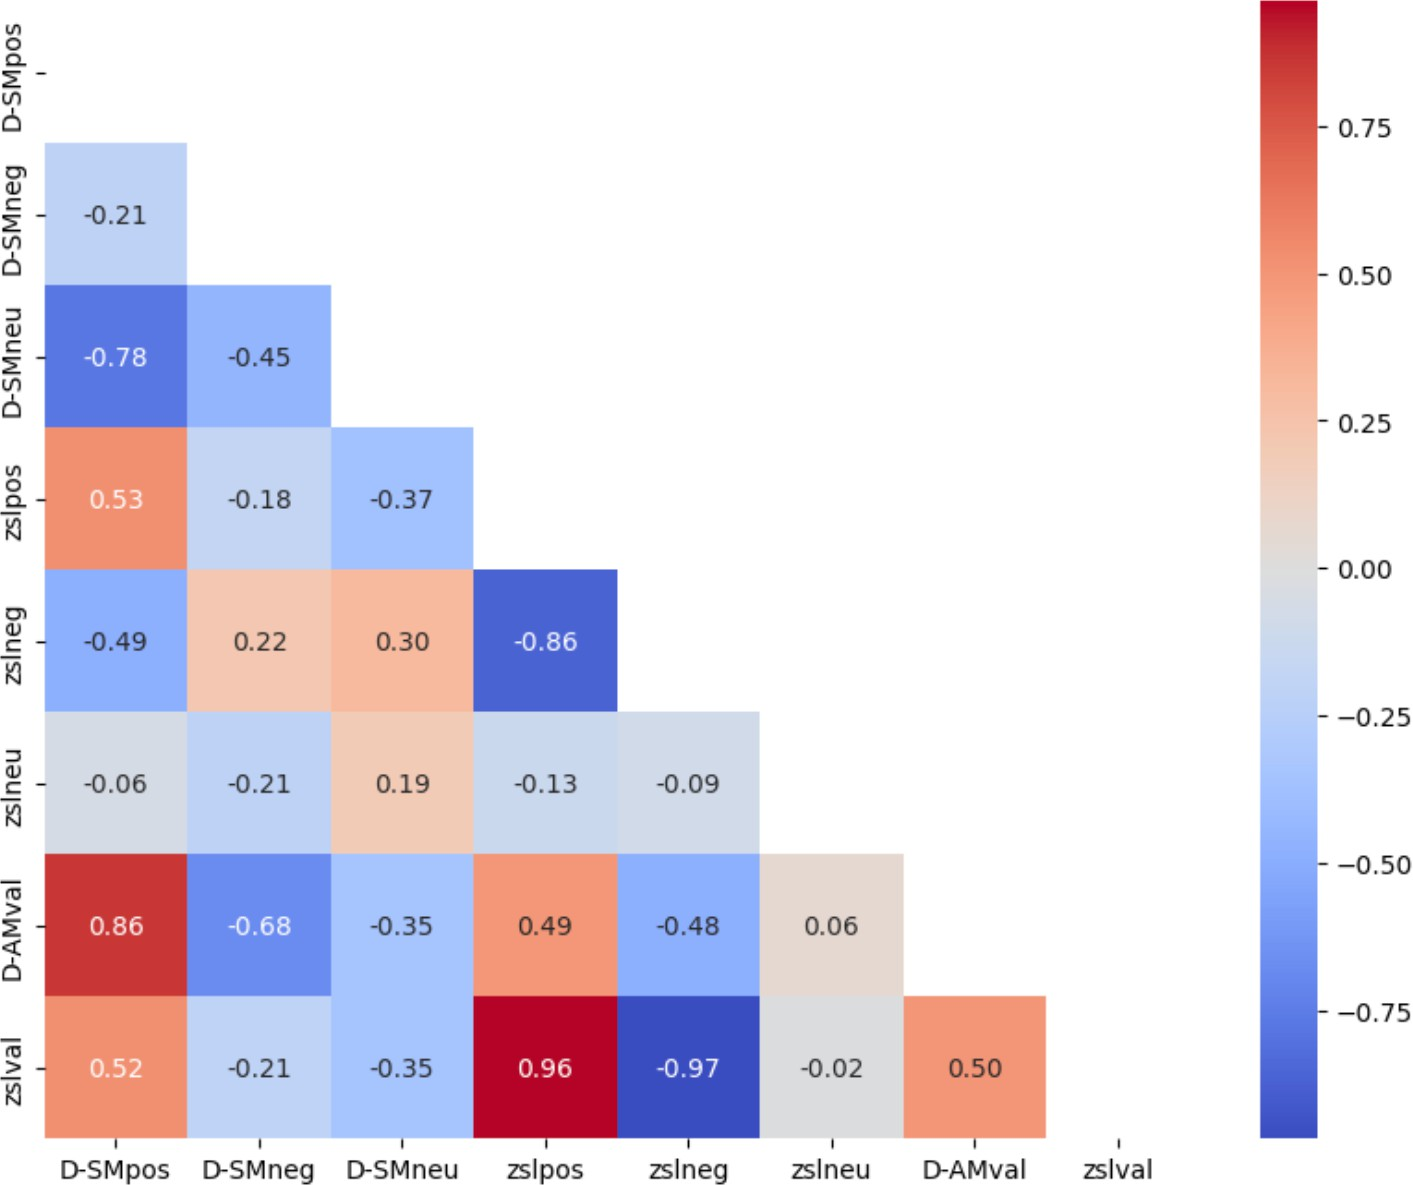 D-SMpos
D-SMneg -0.21
D-SMneu -0.78 -0.45
zslpos 0.53 -0.18 -0.37
zslneg -0.49 0.22 0.30 -0.86
zslneu -0.06 -0.21 0.19 -0.13 -0.09
D-AMval 0.86 -0.68 -0.35 0.49 -0.48 0.06
zslval 0.52 -0.21 -0.35 0.96 -0.97 -0.02 0.50
D-SMpos D-SMneg D-SMneu zslpos zslneg zslneu D-AMval zslval
0.75
0.50
0.25
0.00
−0.25
−0.50
−0.75